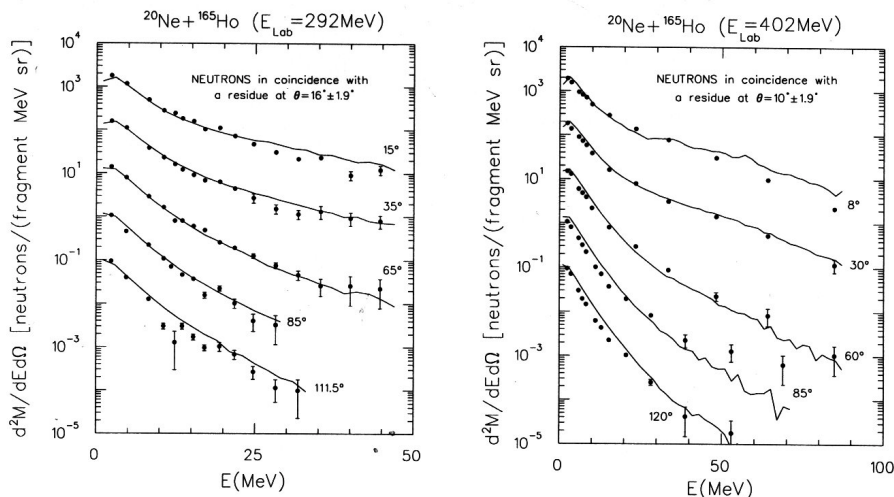 ²⁰Ne+¹⁶⁵Ho (E_Lab=292MeV)
d²M/dEdΩ [neutrons/(fragment MeV sr)]
10⁴
10³
10¹
10⁻¹
10⁻³
10⁻⁵
NEUTRONS in coincidence with
a residue at θ=16°±1.9°
15°
35°
65°
85°
111.5°
0
25
50
E(MeV)
²⁰Ne+¹⁶⁵Ho (E_Lab=402MeV)
d²M/dEdΩ [neutrons/(fragment MeV sr)]
10⁴
10³
10¹
10⁻¹
10⁻³
10⁻⁵
NEUTRONS in coincidence with
a residue at θ=10°±1.9°
8°
30°
60°
85°
120°
0
50
100
E(MeV)